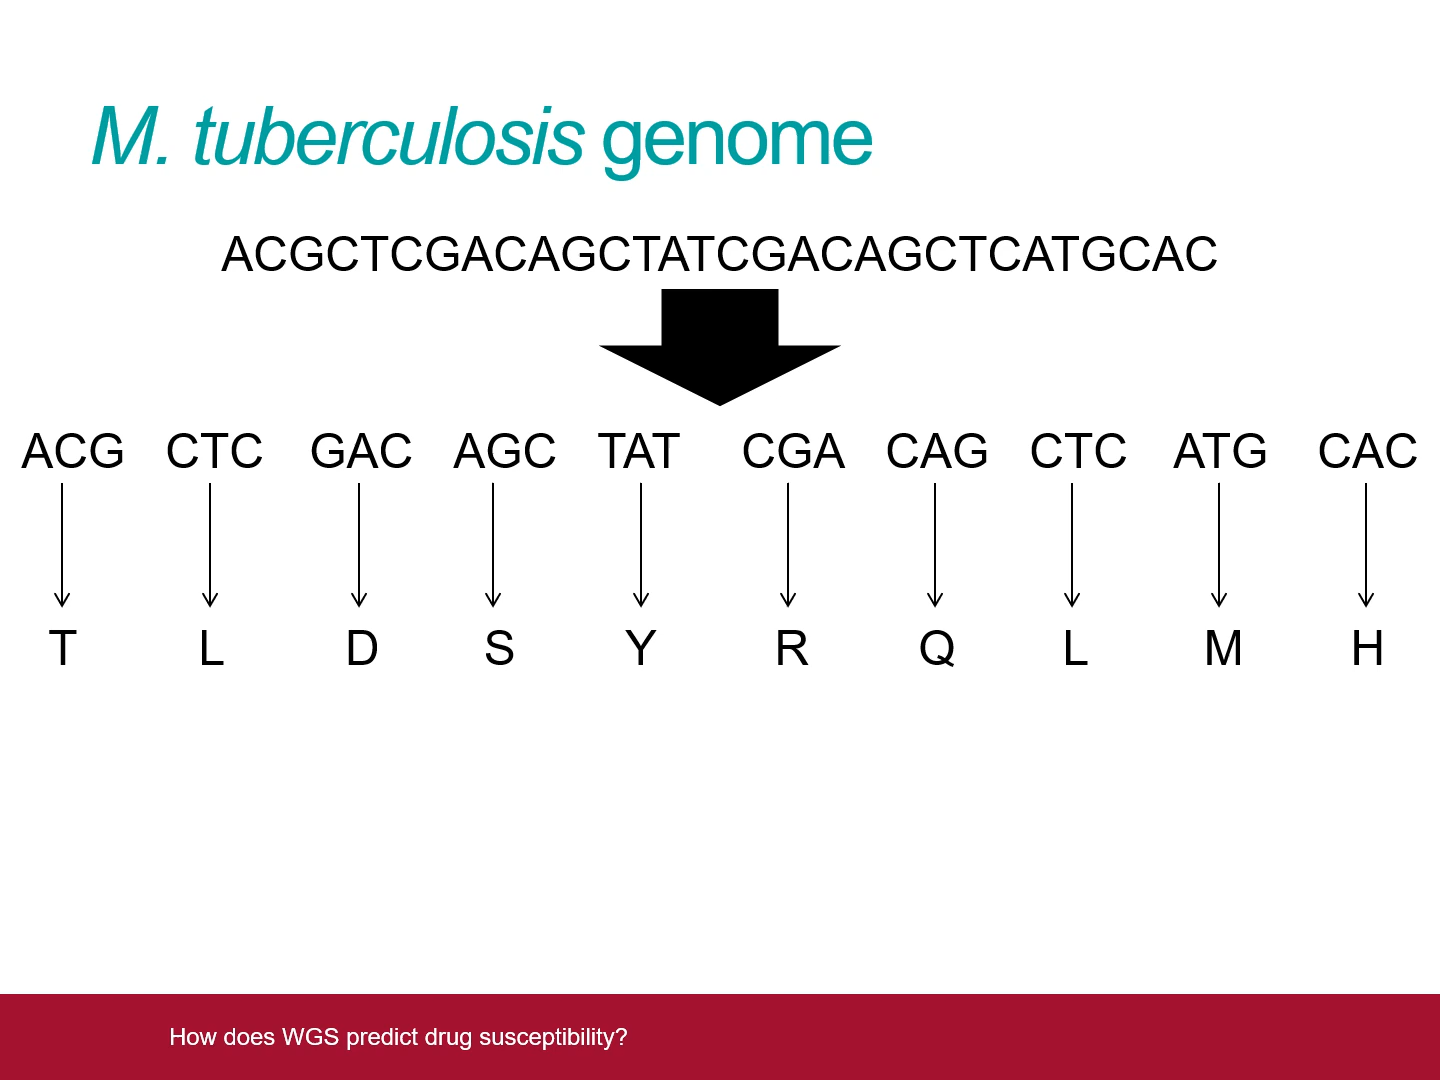 M. tuberculosis genome
ACGCTCGACAGCTATCGACAGCTCATGCAC
ACG CTC GAC AGC TAT CGA CAG CTC ATG CAC
T L D S Y R Q L M H
How does WGS predict drug susceptibility?